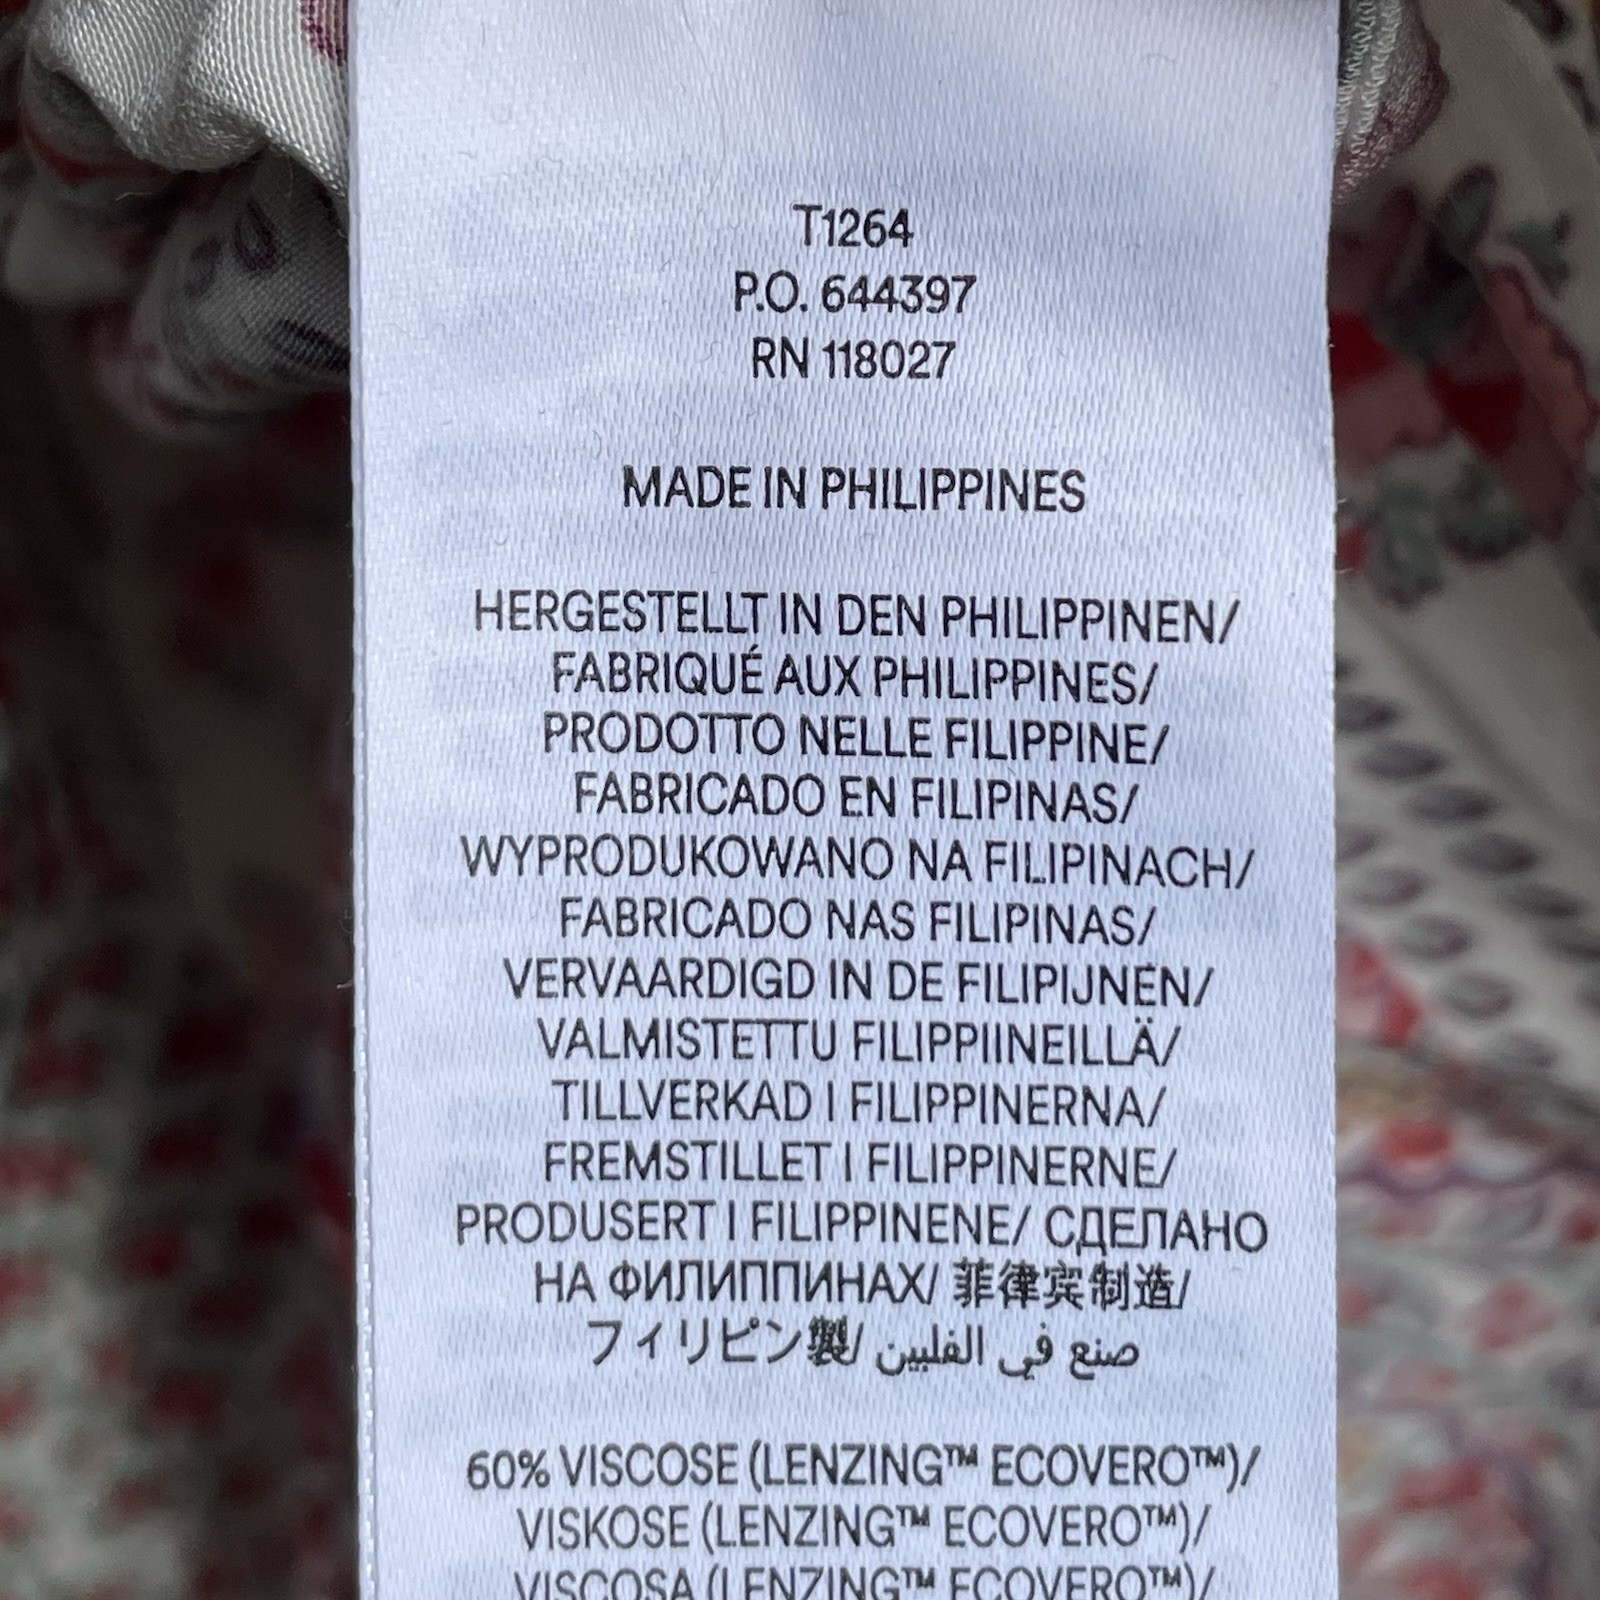 T1264
P.O. 644397
RN 118027
MADE IN PHILIPPINES
HERGESTELLT IN DEN PHILIPPINEN/
FABRIQUÉ AUX PHILIPPINES/
PRODOTTO NELLE FILIPPINE/
FABRICADO EN FILIPINAS/
WYPRODUKOWANO NA FILIPINACH/
FABRICADO NAS FILIPINAS/
VERVAARDIGD IN DE FILIPIJNEN/
VALMISTETTU FILIPPIINEILLÄ/
TILLVERKAD I FILIPPINERNA/
FREMSTILLET I FILIPPINERNE/
PRODUSERT I FILIPPINENE/ СДЕЛАНО
НА ФИЛИППИНАХ/ 菲律宾制造/
フィリピン製/ صنع في الفلبين
60% VISCOSE (LENZING™ ECOVERO™)/
VISKOSE (LENZING™ ECOVERO™)/
VISCOSA (LENZING™ ECOVERO™)/